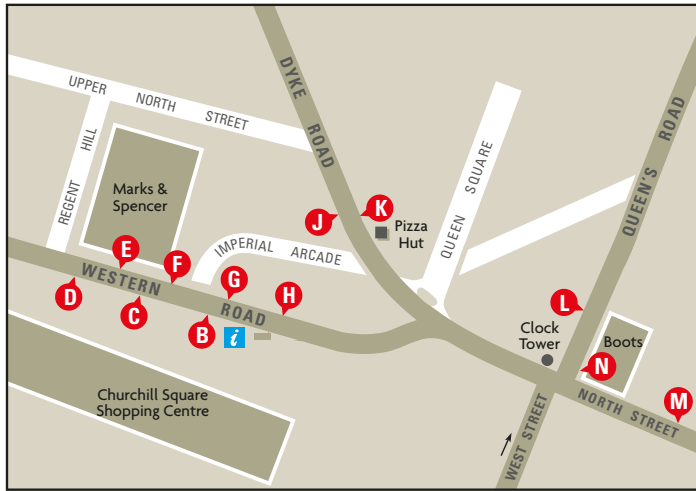 UPPER NORTH STREET
DYKE ROAD
QUEEN'S ROAD
REGENT HILL
Marks &
Spencer
QUEEN SQUARE
J
K
Pizza
Hut
IMPERIAL ARCADE
E
F
D
C
WESTERN ROAD
G
H
B
i
L
Clock
Tower
Boots
N
M
NORTH STREET
WEST STREET
Churchill Square
Shopping Centre